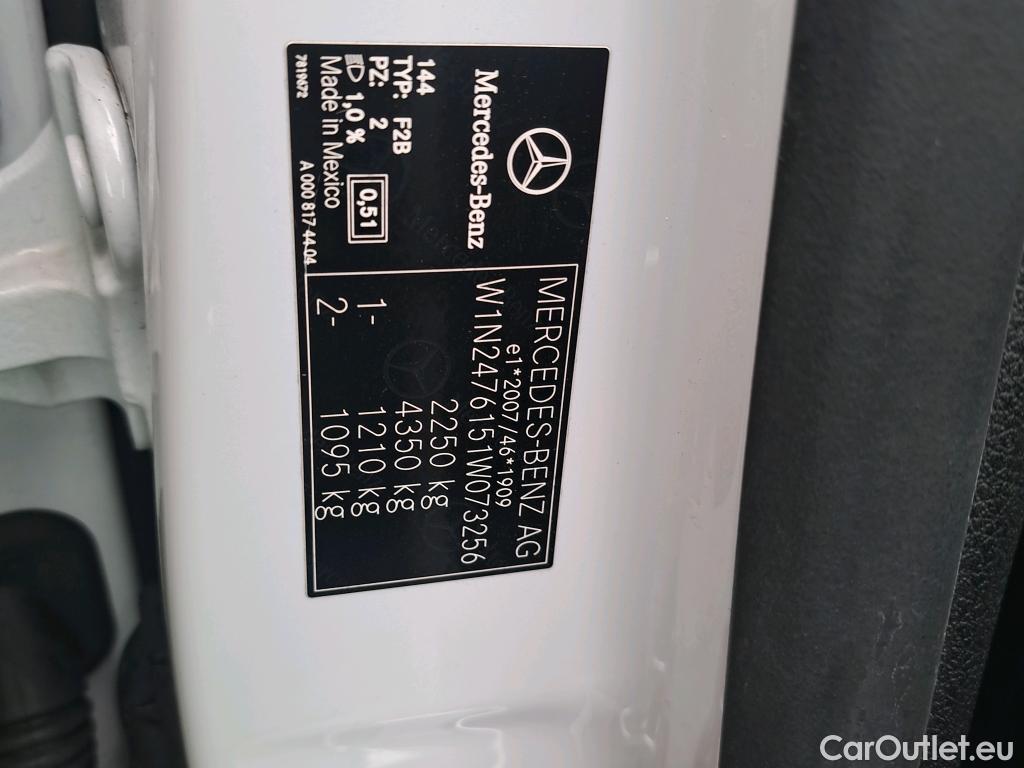 Mercedes-Benz
144
TYP: F2B
PZ: 2
1,0 %
0,51
Made in Mexico
7819672
A 000 817 44 04
MERCEDES-BENZ AG
e1*2007/46*1909
W1N2476151W073256
2250 kg
4350 kg
1- 1210 kg
2- 1095 kg
CarOutlet.eu